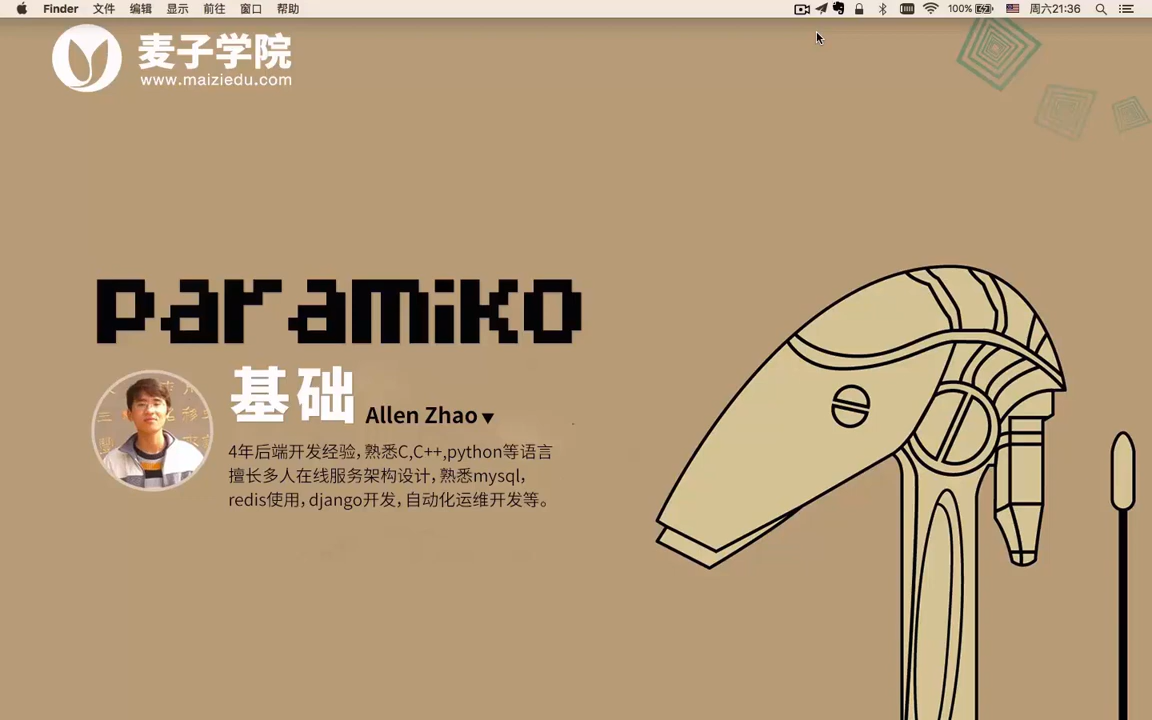 Finder 文件 编辑 显示 前往 窗口 帮助 100% 周六21:36
麦子学院
www.maiziedu.com
paramiko
基础 Allen Zhao
4年后端开发经验，熟悉C,C++,python等语言
擅长多人在线服务架构设计，熟悉mysql，
redis使用，django开发，自动化运维开发等。